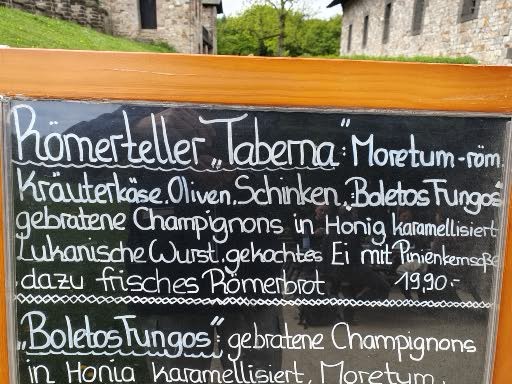 Römerteller „Taberna": Moretum-röm.
Kräuterkäse, Oliven, Schinken, „Boletos Fungos"
gebratene Champignons in Honig karamellisiert
Lukanische Wurst, gekochtes Ei mit Pinienkernsoße
dazu frisches Römerbrot 19,90.-
„Boletos Fungos": gebratene Champignons
in Honig karamellisiert, Moretum,